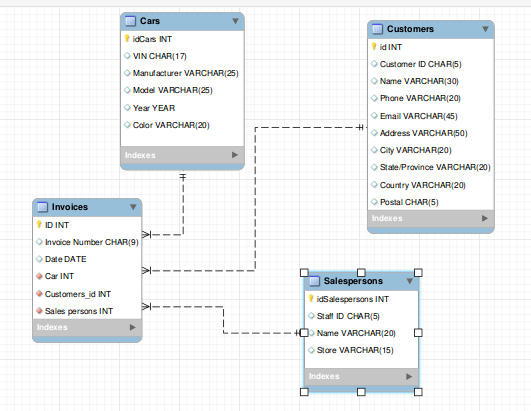 Cars
idCars INT
VIN CHAR(17)
Manufacturer VARCHAR(25)
Model VARCHAR(25)
Year YEAR
Color VARCHAR(20)
Indexes
Customers
id INT
Customer ID CHAR(5)
Name VARCHAR(30)
Phone VARCHAR(20)
Email VARCHAR(45)
Address VARCHAR(50)
City VARCHAR(20)
State/Province VARCHAR(20)
Country VARCHAR(20)
Postal CHAR(5)
Indexes
Invoices
ID INT
Invoice Number CHAR(9)
Date DATE
Car INT
Customers_id INT
Sales persons INT
Indexes
Salespersons
idSalespersons INT
Staff ID CHAR(5)
Name VARCHAR(20)
Store VARCHAR(15)
Indexes